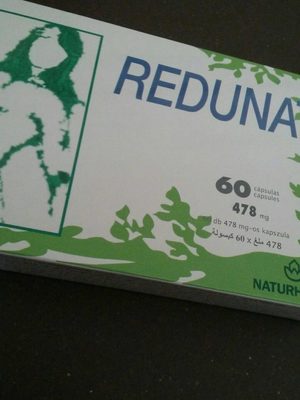 REDUNA
60 cápsulas
capsules
478 mg
db 478 mg-os kapszula
478 ملغ x 60 كبسولة
NATURH